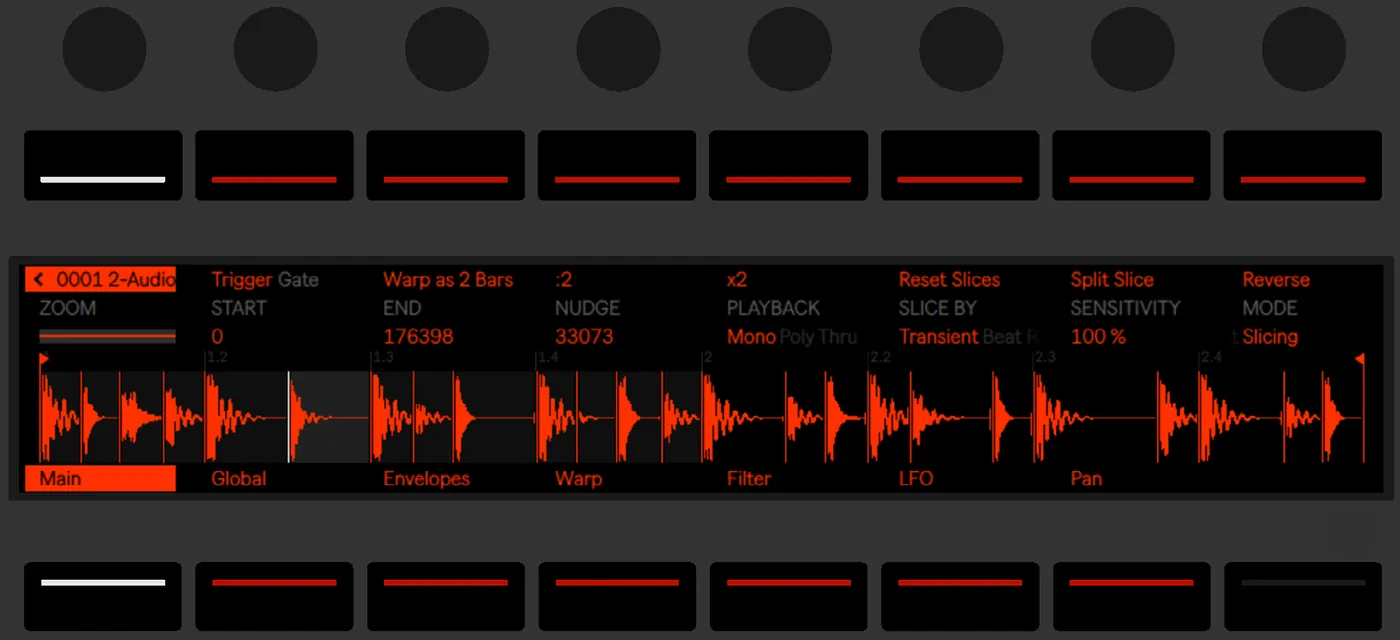 < 0001 2-Audio Trigger Gate Warp as 2 Bars :2 x2 Reset Slices Split Slice Reverse
ZOOM START END NUDGE PLAYBACK SLICE BY SENSITIVITY MODE
0 176398 33073 Mono Poly Thru Transient Beat R 100 % t Slicing
1.2 1.3 1.4 2 2.2 2.3 2.4
Main Global Envelopes Warp Filter LFO Pan